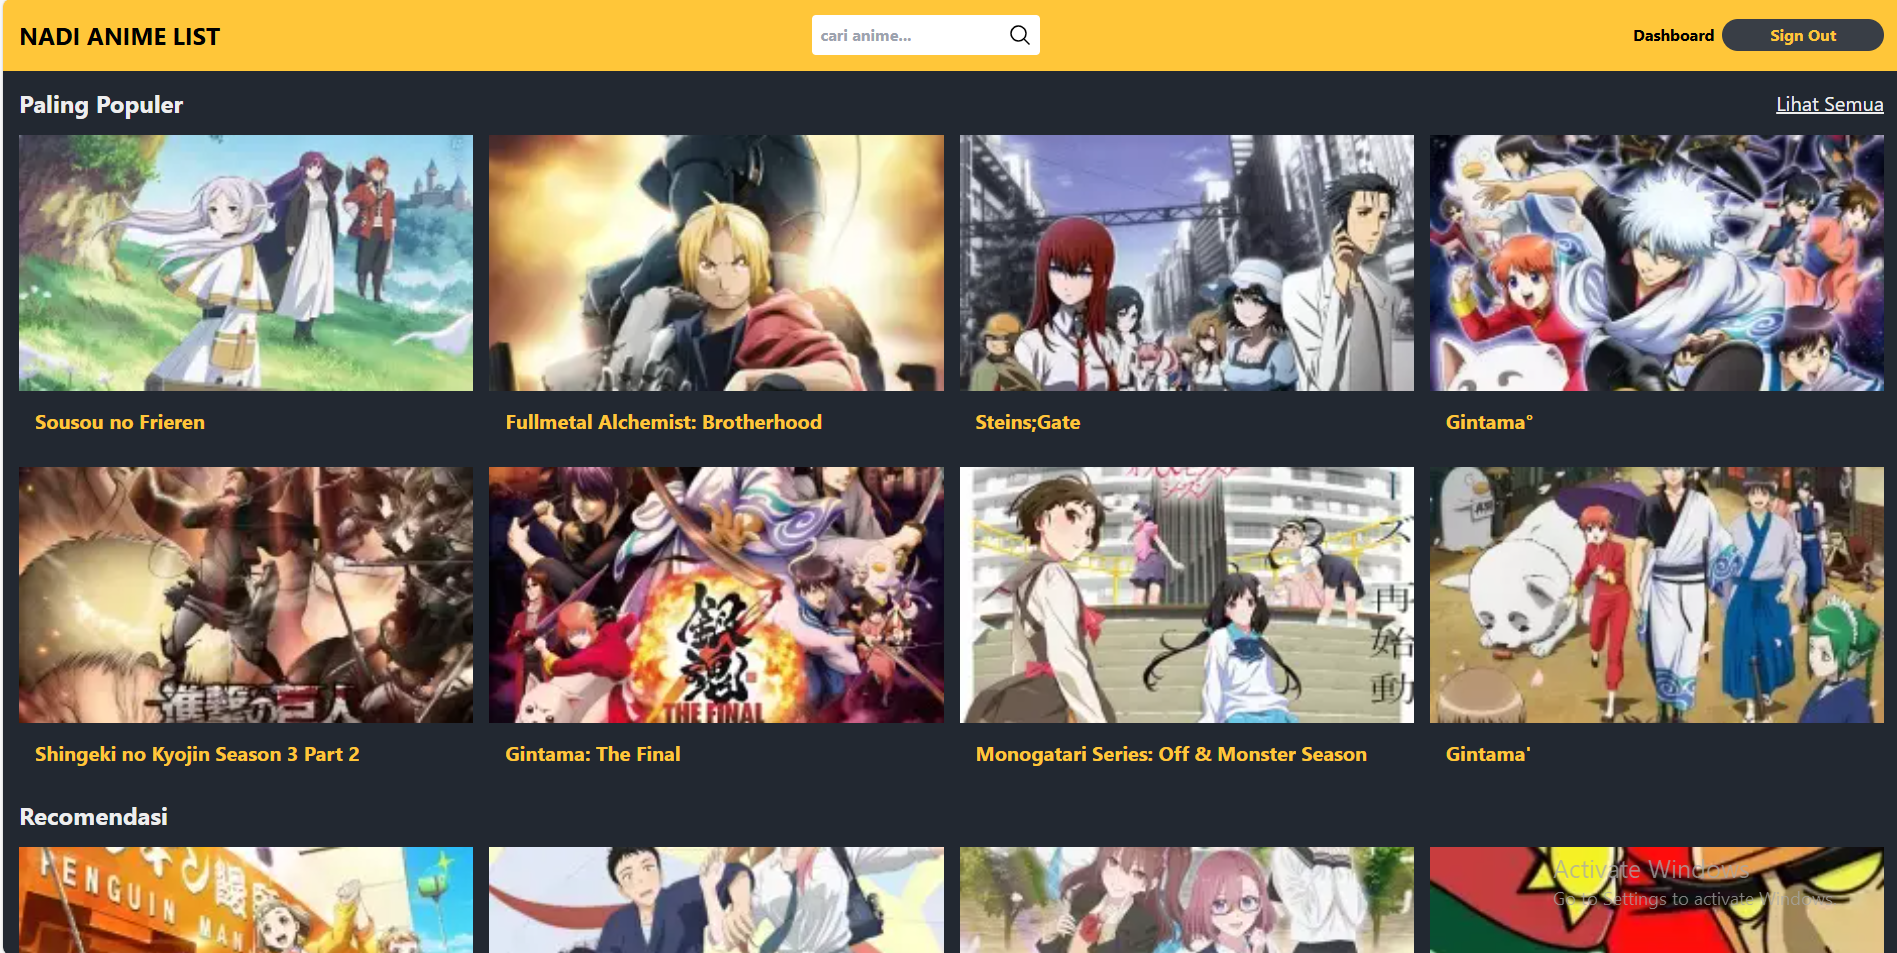 NADI ANIME LIST
cari anime...
Dashboard
Sign Out
Paling Populer
Lihat Semua
Sousou no Frieren
Fullmetal Alchemist: Brotherhood
Steins;Gate
Gintama°
進撃の巨人
銀魂
THE FINAL
再始動
Shingeki no Kyojin Season 3 Part 2
Gintama: The Final
Monogatari Series: Off & Monster Season
Gintama'
Recomendasi
PENGUIN MAN
Activate Windows
Go to Settings to activate Windows.